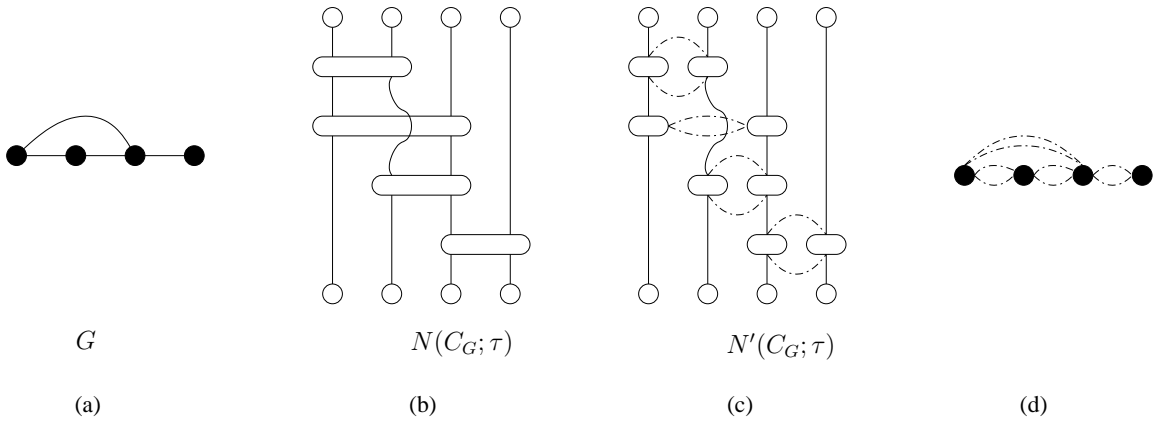 G N(C_G; τ) N′(C_G; τ)
(a) (b) (c) (d)